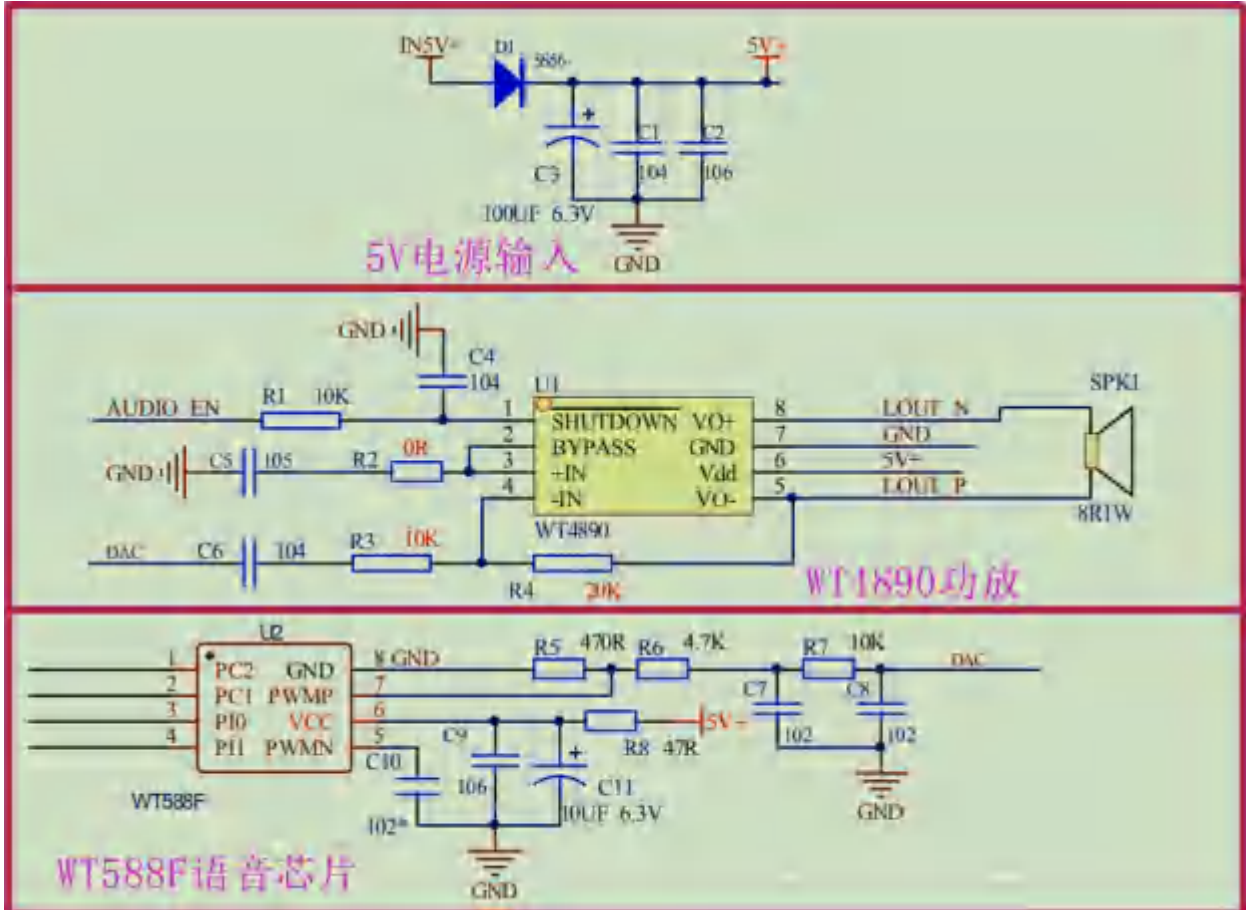 IN5V+ D1 5V+
C3 C1 C2
104 106
100UF 6.3V
5V电源输入 GND
GND C4
104 U1 SPK1
AUDIO_EN R1 10K 1 SHUTDOWN VO+ 8 LOUT_N
2 BYPASS GND 7 GND
GND C5 105 R2 0R 3 +IN Vdd 6 5V+
4 -IN VO- 5 LOUT_P
8R1W
WT4890
DAC C6 104 R3 10K
R4 20K WT4890功放
U2
1 PC2 GND 8 GND R5 470R R6 4.7K R7 10K DAC
2 PC1 PWMP 7
3 PI0 VCC 6 5V+ C7 C8
4 PI1 PWMN 5 R8 47R 102 102
C10 C9 C11
106 10UF 6.3V GND
WT588F
102*
WT588F语音芯片
GND